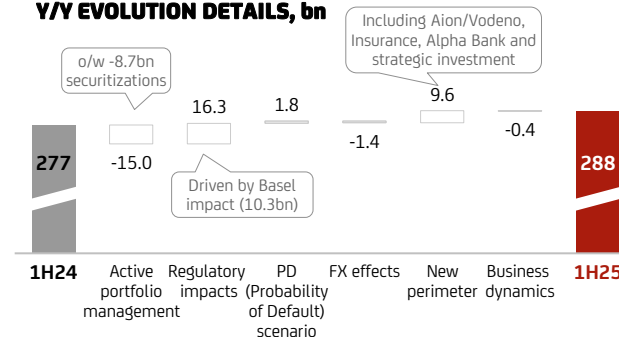 Y/Y EVOLUTION DETAILS, bn
Including Aion/Vodeno,
Insurance, Alpha Bank and
strategic investment
o/w -8.7bn
securitizations
277
-15.0
16.3
1.8
-1.4
9.6
-0.4
288
Driven by Basel
impact (10.3bn)
1H24
Active
portfolio
management
Regulatory
impacts
PD
(Probability
of Default)
scenario
FX effects
New
perimeter
Business
dynamics
1H25